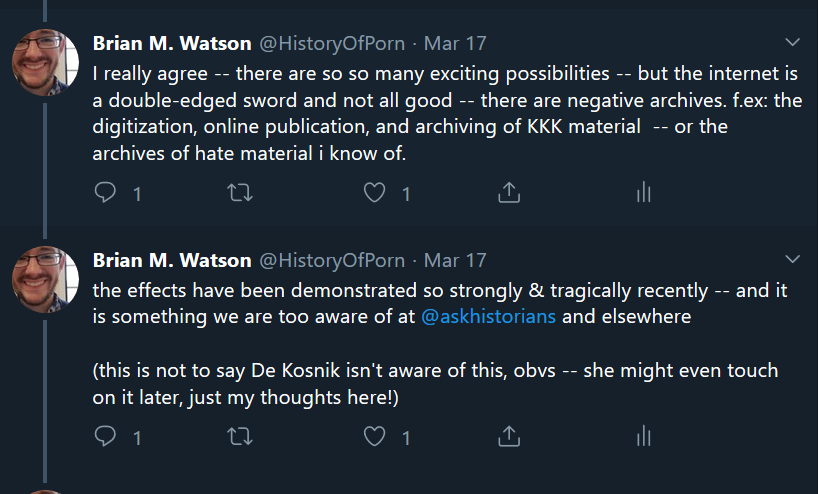 Brian M. Watson @HistoryOfPorn · Mar 17
I really agree -- there are so so many exciting possibilities -- but the internet is
a double-edged sword and not all good -- there are negative archives. f.ex: the
digitization, online publication, and archiving of KKK material -- or the
archives of hate material i know of.
1 1
Brian M. Watson @HistoryOfPorn · Mar 17
the effects have been demonstrated so strongly & tragically recently -- and it
is something we are too aware of at @askhistorians and elsewhere
(this is not to say De Kosnik isn't aware of this, obvs -- she might even touch
on it later, just my thoughts here!)
1 1